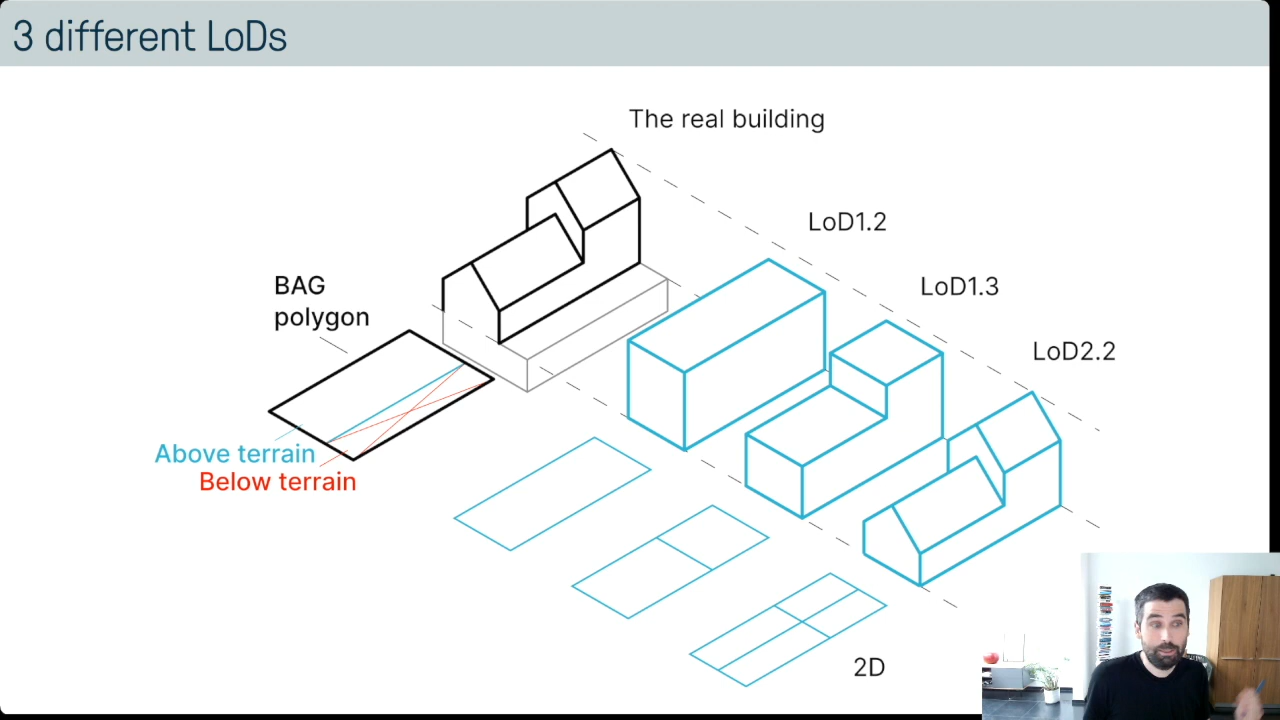 3 different LoDs
The real building
LoD1.2
LoD1.3
LoD2.2
BAG
polygon
Above terrain
Below terrain
2D